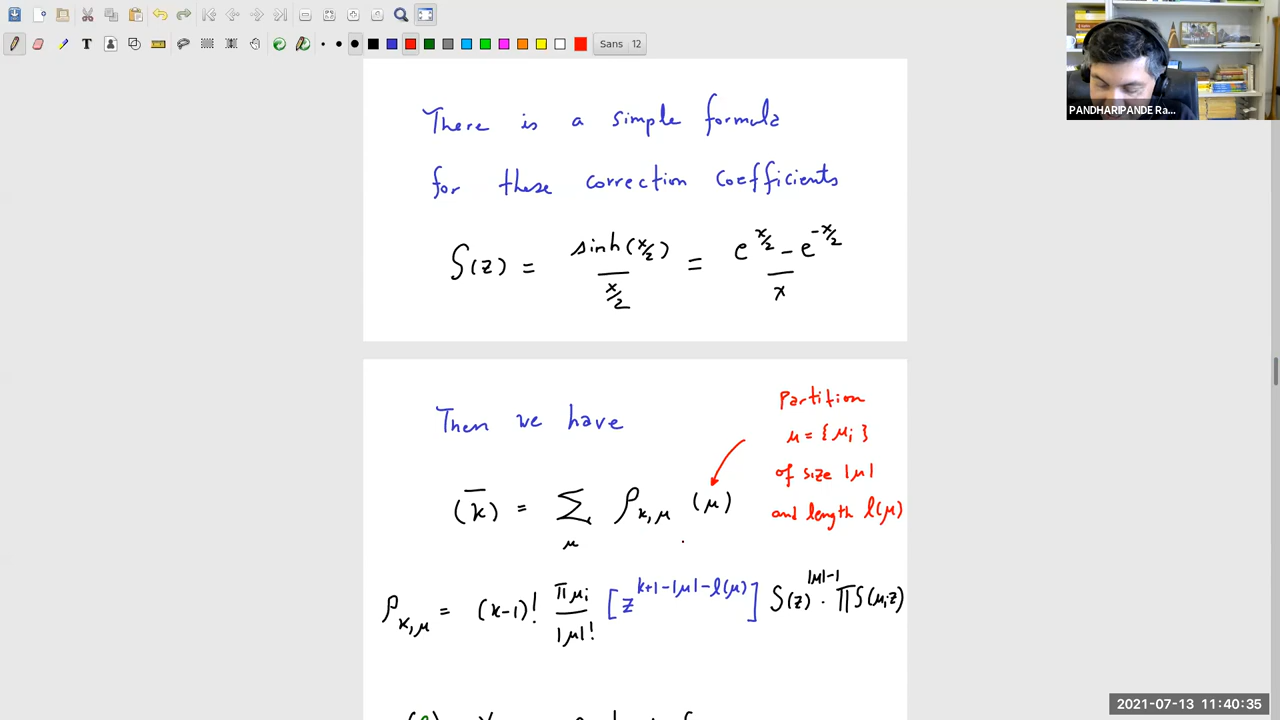 Sans 12
PANDHARIPANDE Ra...
There is a simple formula
for these correction coefficients
S(z) = sinh(x/2) / x/2 = e^{x/2} - e^{-x/2} / x
Partition
μ = {μ_i}
of size |μ|
and length l(μ)
Then we have
(k̄) = Σ_μ ρ_{k,μ} (μ)
ρ_{k,μ} = (k-1)! Πμ_i / |μ|! [z^{k+1-|μ|-l(μ)}] S(z)^{|μ|-1} · ΠS(μ_i z)
2021-07-13 11:40:35